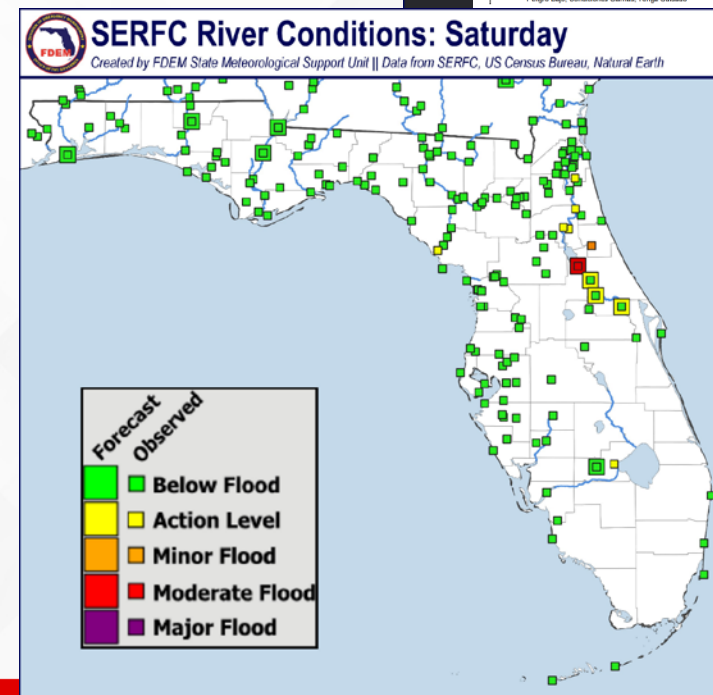 SERFC River Conditions: Saturday
Created by FDEM State Meteorological Support Unit || Data from SERFC, US Census Bureau, Natural Earth
FDEM
Forecast
Observed
Below Flood
Action Level
Minor Flood
Moderate Flood
Major Flood